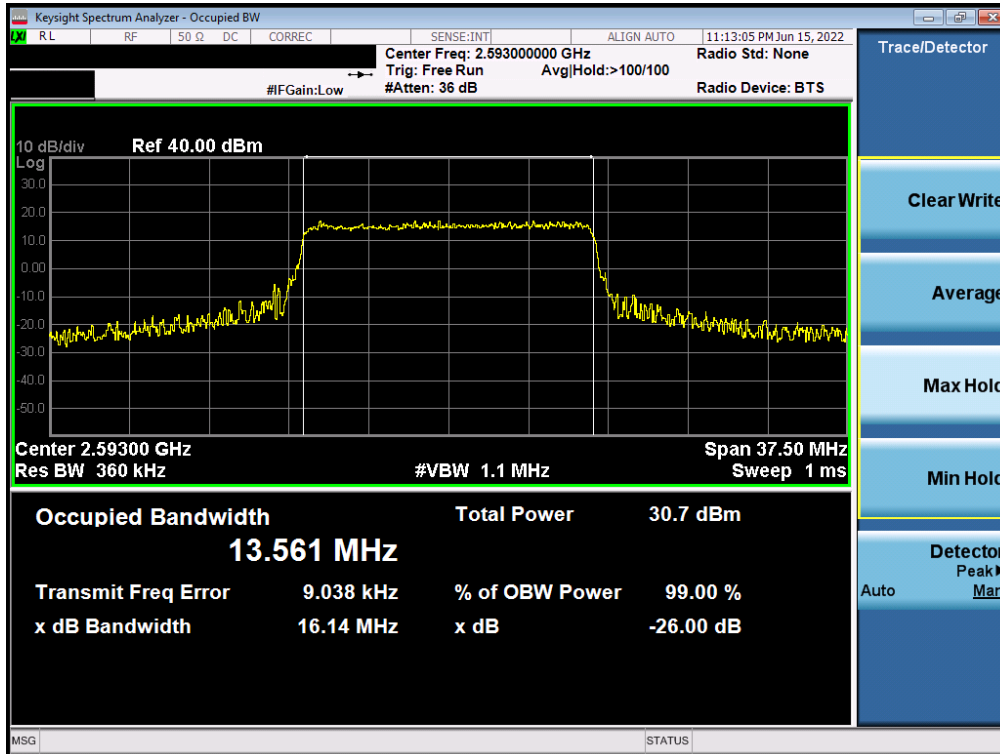 Keysight Spectrum Analyzer - Occupied BW
LXI RL RF 50 Ω DC CORREC SENSE:INT ALIGN AUTO 11:13:05 PM Jun 15, 2022
Center Freq: 2.593000000 GHz Radio Std: None
Trig: Free Run Avg|Hold:>100/100
#IFGain:Low #Atten: 36 dB Radio Device: BTS
10 dB/div Ref 40.00 dBm
Log
30.0
20.0
10.0
0.00
-10.0
-20.0
-30.0
-40.0
-50.0
Center 2.59300 GHz Span 37.50 MHz
Res BW 360 kHz #VBW 1.1 MHz Sweep 1 ms
Occupied Bandwidth Total Power 30.7 dBm
13.561 MHz
Transmit Freq Error 9.038 kHz % of OBW Power 99.00 %
x dB Bandwidth 16.14 MHz x dB -26.00 dB
MSG STATUS
Trace/Detector
Clear Write
Average
Max Hold
Min Hold
Detector
Peak
Auto Man